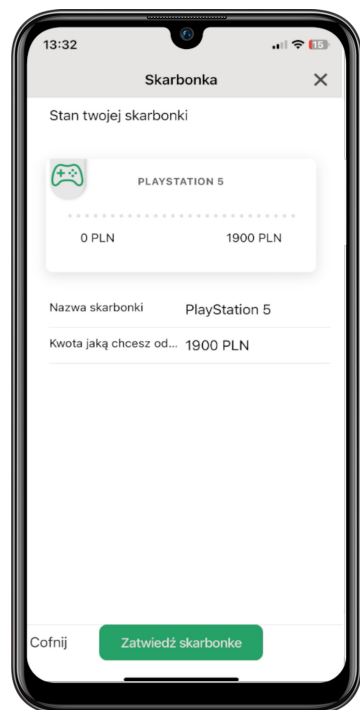 13:32
15
Skarbonka
Stan twojej skarbonki
PLAYSTATION 5
0 PLN
1900 PLN
Nazwa skarbonki PlayStation 5
Kwota jaką chcesz od... 1900 PLN
Cofnij
Zatwiedź skarbonke